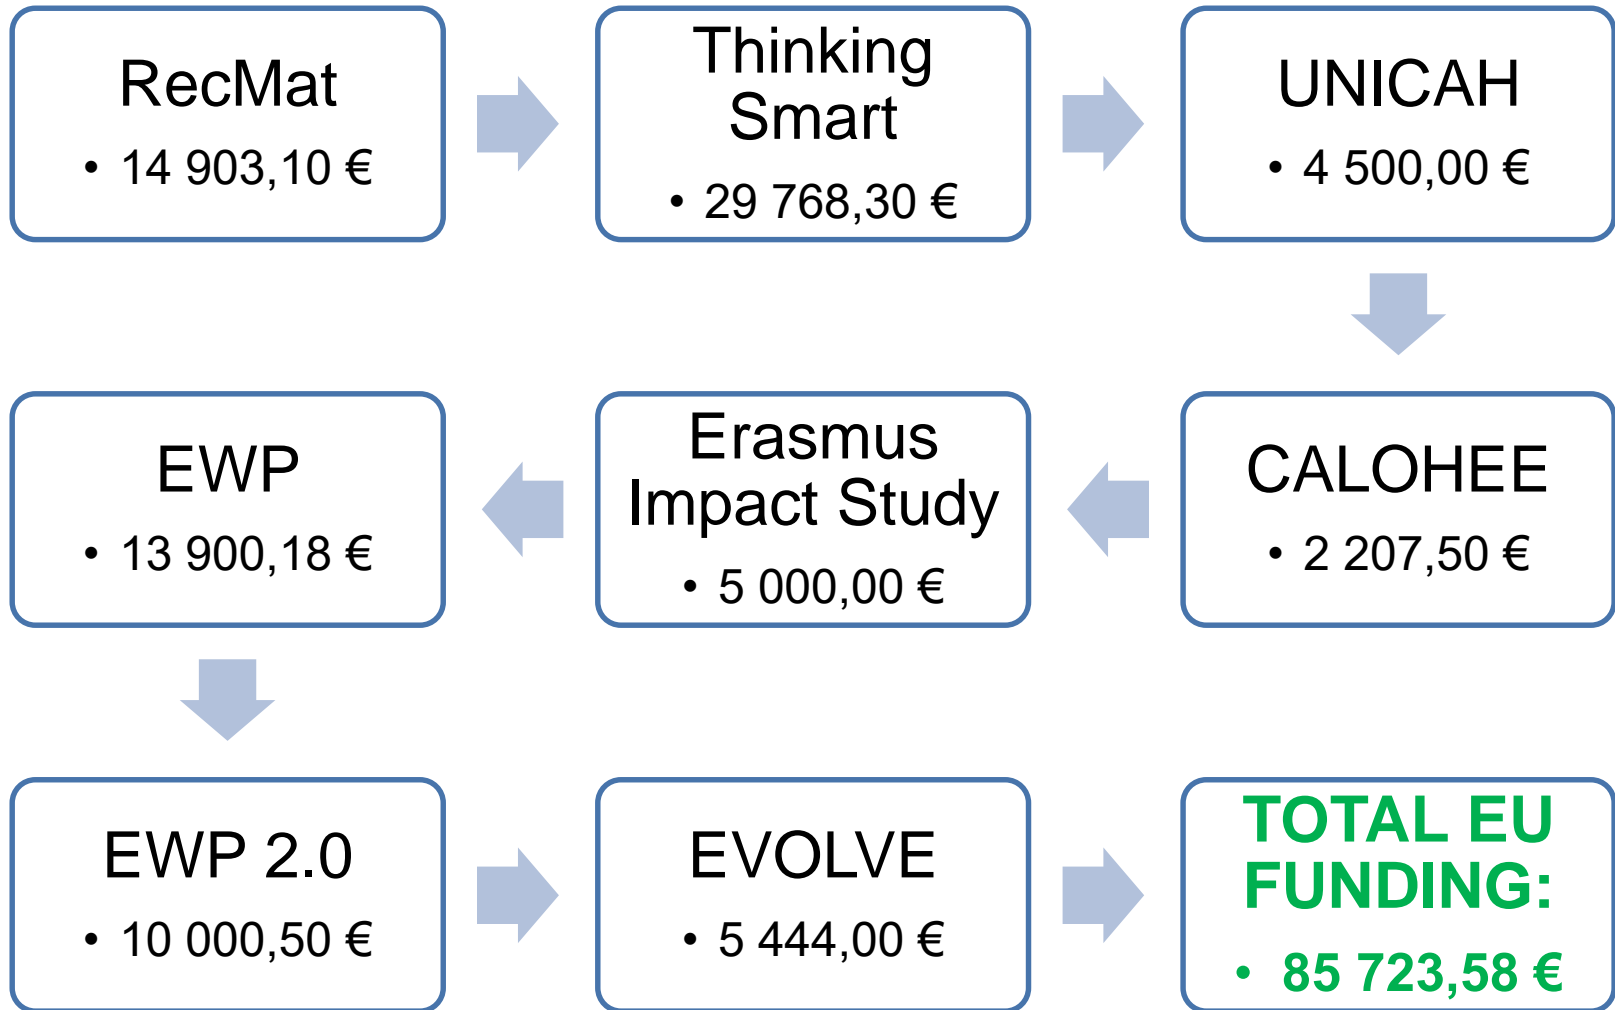 RecMat
• 14 903,10 €
Thinking
Smart
• 29 768,30 €
UNICAH
• 4 500,00 €
CALOHEE
• 2 207,50 €
Erasmus
Impact Study
• 5 000,00 €
EWP
• 13 900,18 €
EWP 2.0
• 10 000,50 €
EVOLVE
• 5 444,00 €
TOTAL EU
FUNDING:
• 85 723,58 €